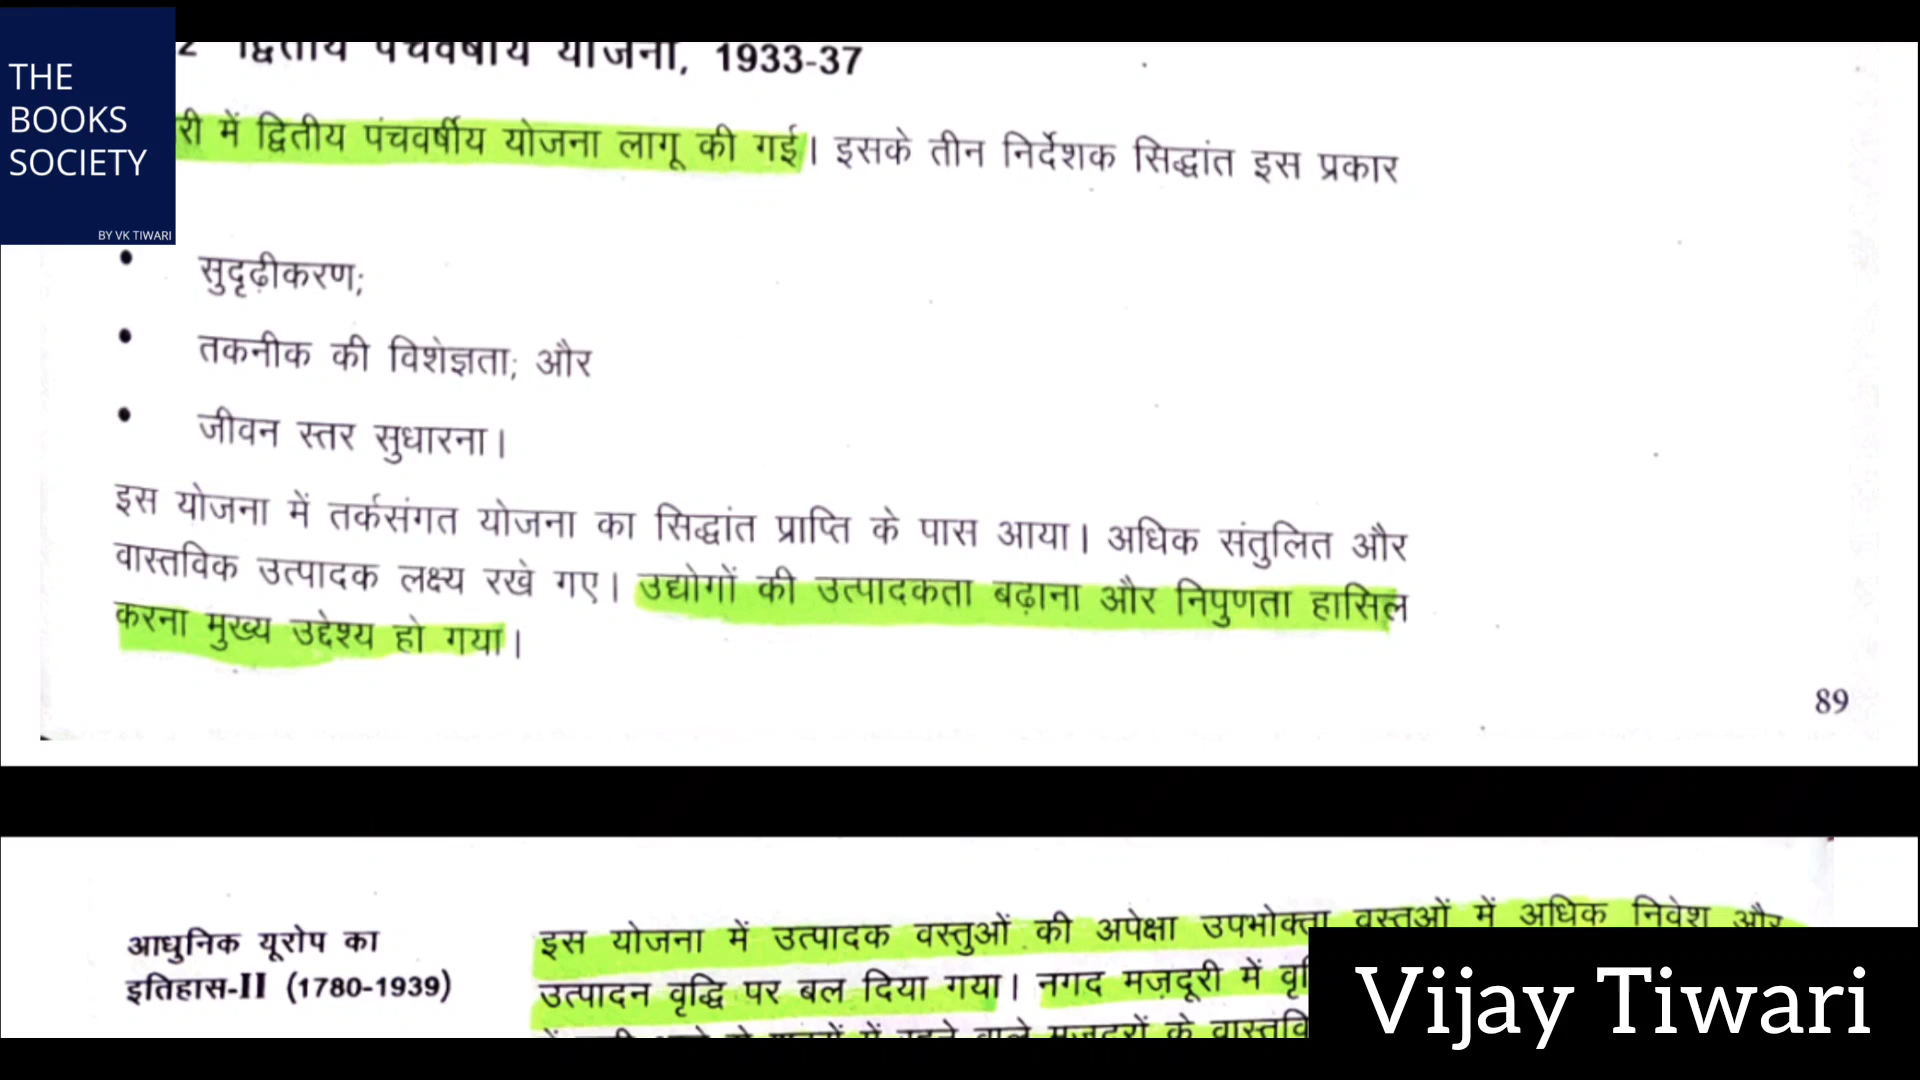 THE
BOOKS
SOCIETY
BY VK TIWARI
द्वितीय पंचवर्षीय योजना, 1933-37
री में द्वितीय पंचवर्षीय योजना लागू की गई। इसके तीन निर्देशक सिद्धांत इस प्रकार
• सुदृढ़ीकरण;
• तकनीक की विशेज्ञता; और
• जीवन स्तर सुधारना।
इस योजना में तर्कसंगत योजना का सिद्धांत प्राप्ति के पास आया। अधिक संतुलित और
वास्तविक उत्पादक लक्ष्य रखे गए। उद्योगों की उत्पादकता बढ़ाना और निपुणता हासिल
करना मुख्य उद्देश्य हो गया।
89
आधुनिक यूरोप का
इतिहास-II (1780-1939)
इस योजना में उत्पादक वस्तुओं की अपेक्षा उपभोक्ता वस्तुओं में अधिक निवेश और
उत्पादन वृद्धि पर बल दिया गया। नगद मज़दूरी में
Vijay Tiwari